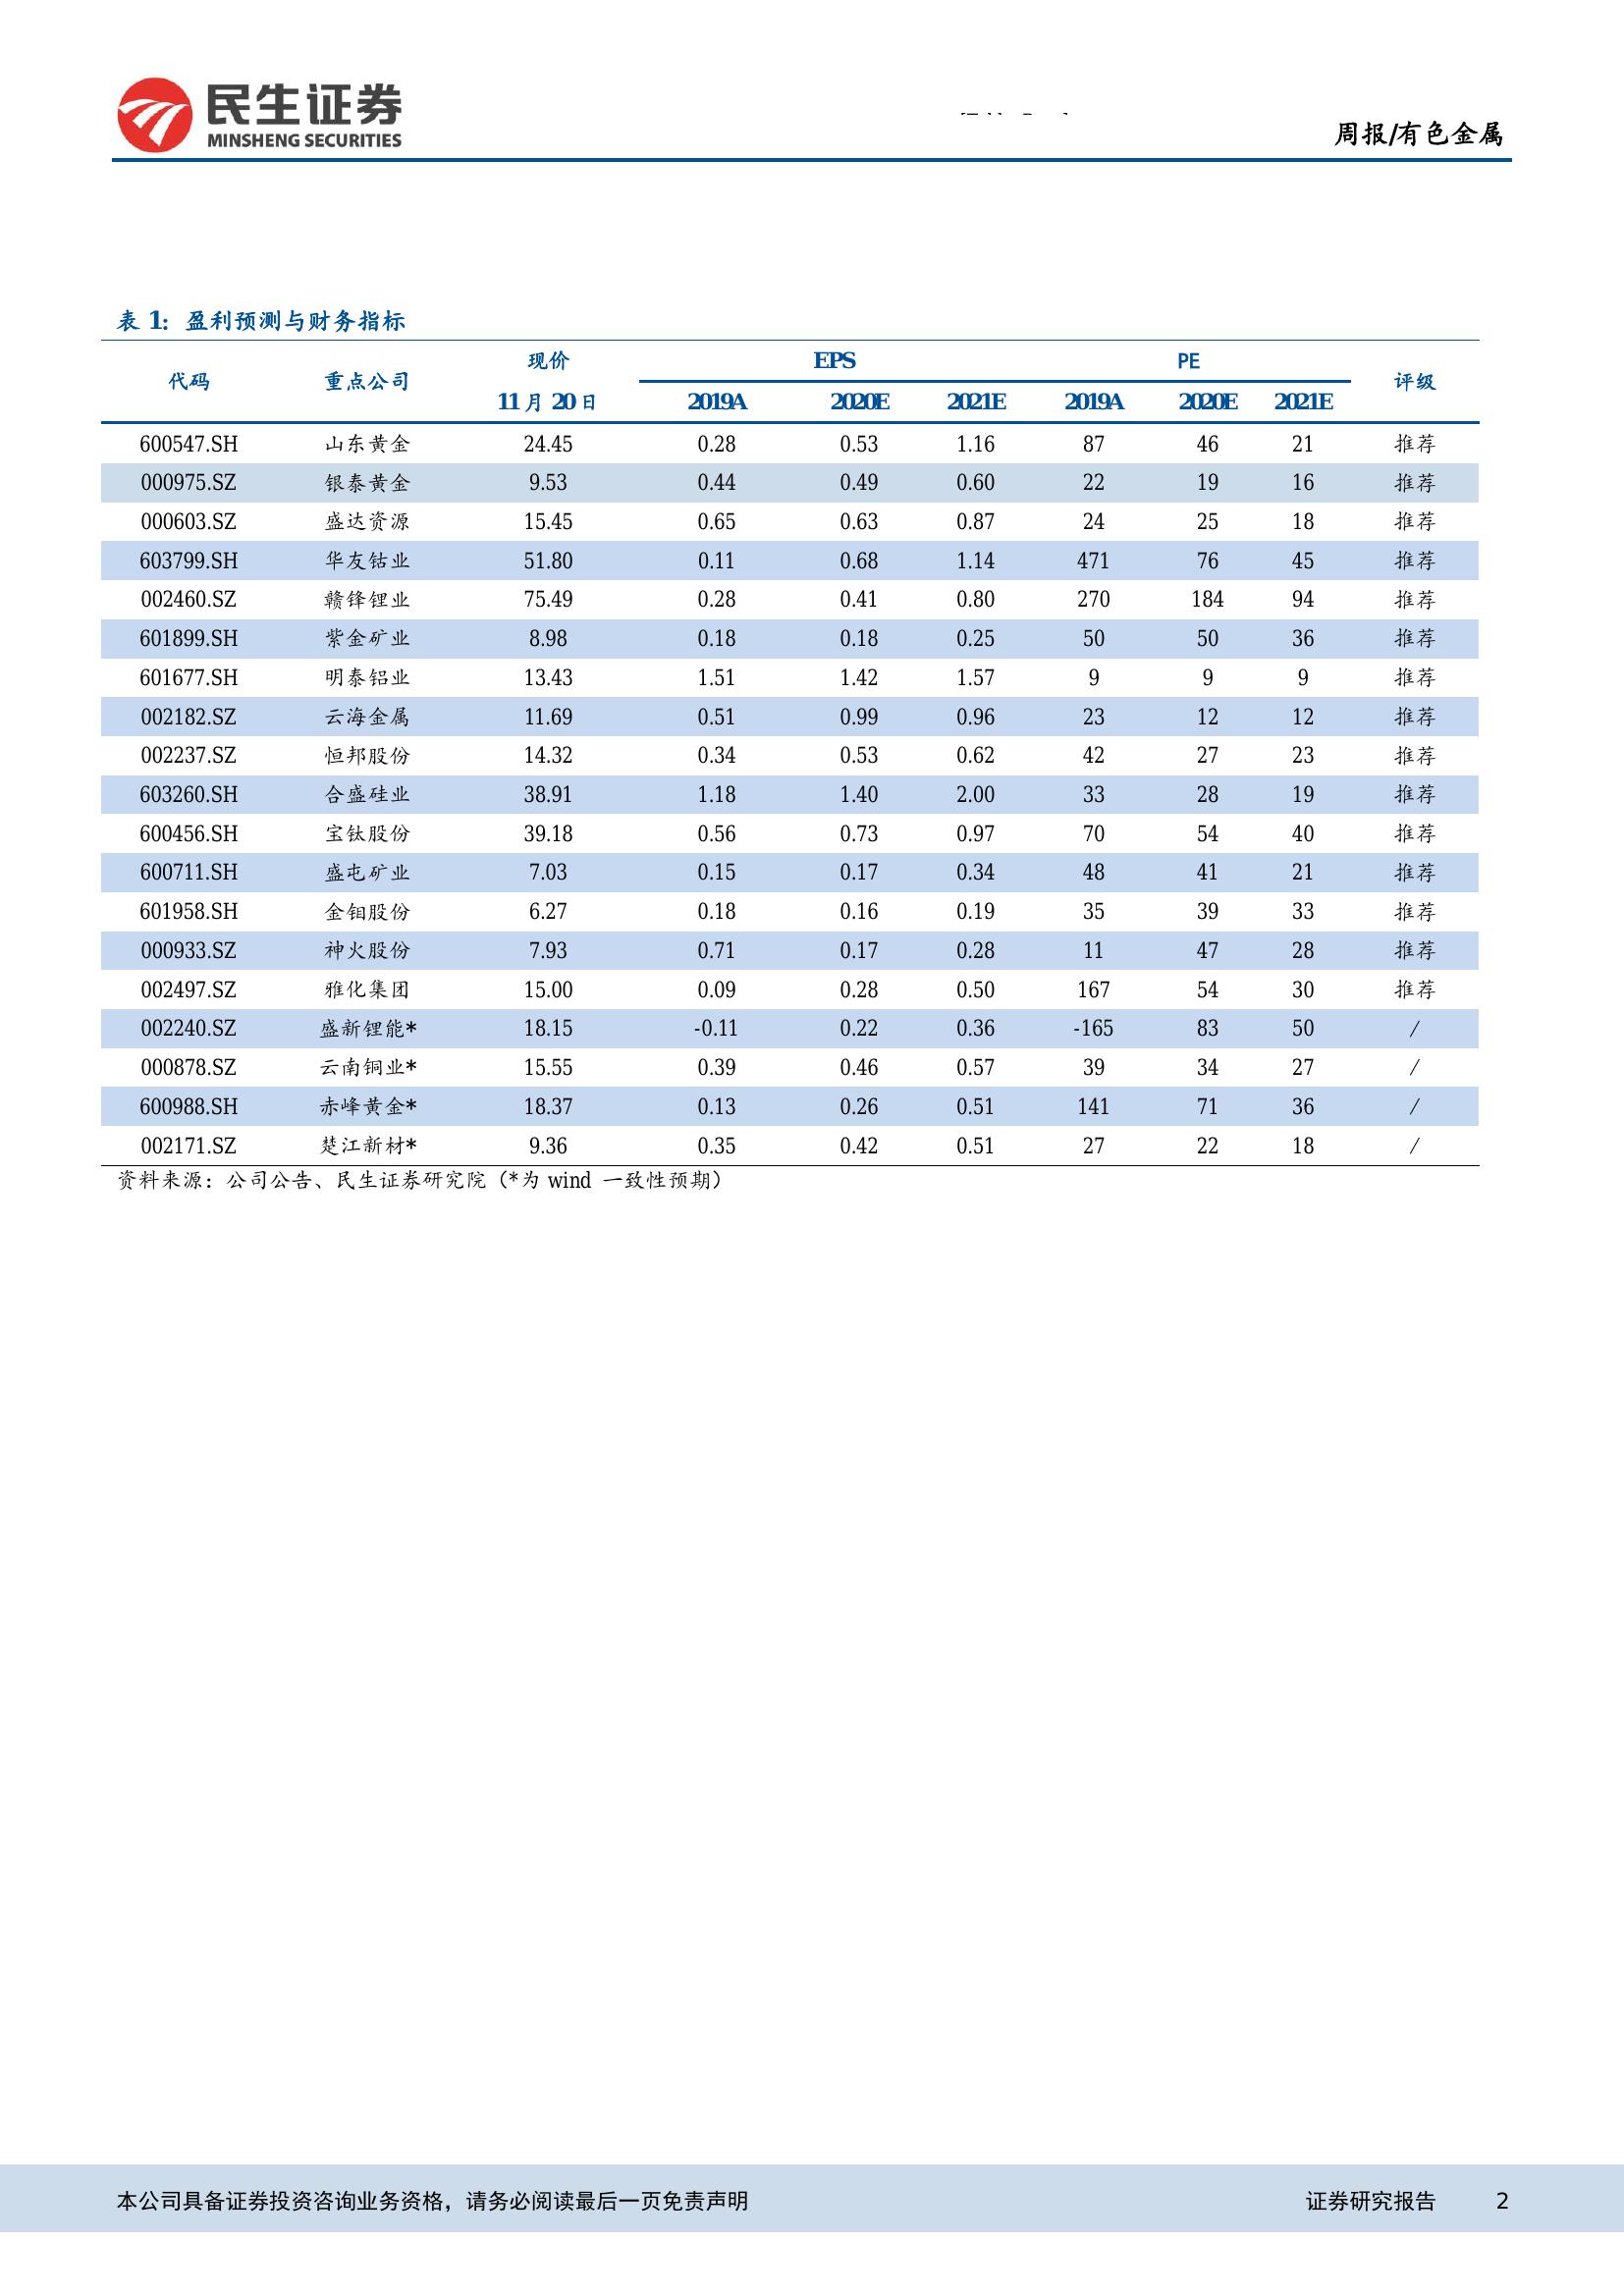 民生证券
MINSHENG SECURITIES
周报/有色金属
表 1：盈利预测与财务指标
代码 重点公司 现价 EPS PE 评级
11 月 20 日 2019A 2020E 2021E 2019A 2020E 2021E
600547.SH 山东黄金 24.45 0.28 0.53 1.16 87 46 21 推荐
000975.SZ 银泰黄金 9.53 0.44 0.49 0.60 22 19 16 推荐
000603.SZ 盛达资源 15.45 0.65 0.63 0.87 24 25 18 推荐
603799.SH 华友钴业 51.80 0.11 0.68 1.14 471 76 45 推荐
002460.SZ 赣锋锂业 75.49 0.28 0.41 0.80 270 184 94 推荐
601899.SH 紫金矿业 8.98 0.18 0.18 0.25 50 50 36 推荐
601677.SH 明泰铝业 13.43 1.51 1.42 1.57 9 9 9 推荐
002182.SZ 云海金属 11.69 0.51 0.99 0.96 23 12 12 推荐
002237.SZ 恒邦股份 14.32 0.34 0.53 0.62 42 27 23 推荐
603260.SH 合盛硅业 38.91 1.18 1.40 2.00 33 28 19 推荐
600456.SH 宝钛股份 39.18 0.56 0.73 0.97 70 54 40 推荐
600711.SH 盛屯矿业 7.03 0.15 0.17 0.34 48 41 21 推荐
601958.SH 金钼股份 6.27 0.18 0.16 0.19 35 39 33 推荐
000933.SZ 神火股份 7.93 0.71 0.17 0.28 11 47 28 推荐
002497.SZ 雅化集团 15.00 0.09 0.28 0.50 167 54 30 推荐
002240.SZ 盛新锂能* 18.15 -0.11 0.22 0.36 -165 83 50 /
000878.SZ 云南铜业* 15.55 0.39 0.46 0.57 39 34 27 /
600988.SH 赤峰黄金* 18.37 0.13 0.26 0.51 141 71 36 /
002171.SZ 楚江新材* 9.36 0.35 0.42 0.51 27 22 18 /
资料来源：公司公告、民生证券研究院（*为 wind 一致性预期）
本公司具备证券投资咨询业务资格，请务必阅读最后一页免责声明 证券研究报告 2